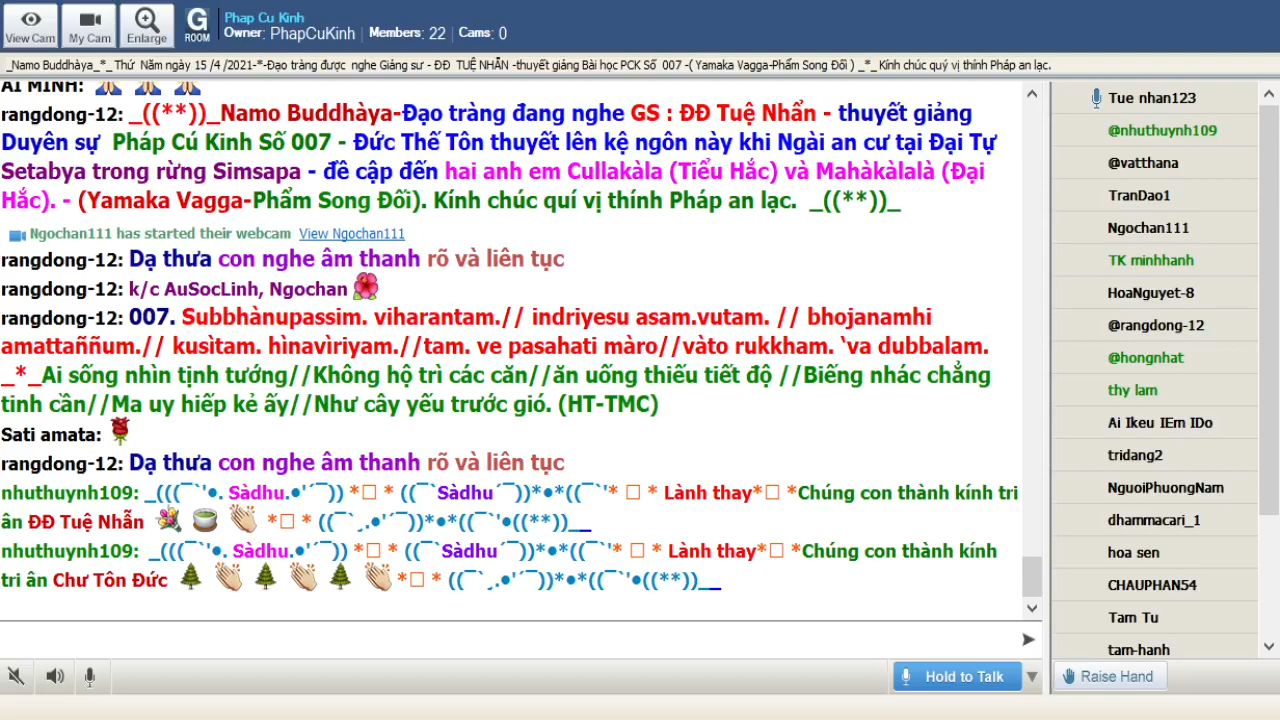 View Cam
My Cam
Enlarge
G
ROOM
Phap Cu Kinh
Owner: PhapCuKinh | Members: 22 | Cams: 0
_Namo Buddhàya_*_ Thứ Năm ngày 15 /4 /2021-*-Đạo tràng được nghe Giảng sư - ĐĐ TUỆ NHẪN -thuyết giảng Bài học PCK Số 007 -( Yamaka Vagga-Phẩm Song Đối ) _*_ Kính chúc quý vị thính Pháp an lạc.
AI MINH:
rangdong-12: _((**))_Namo Buddhàya-Đạo tràng đang nghe GS : ĐĐ Tuệ Nhẩn - thuyết giảng
Duyên sự Pháp Cú Kinh Số 007 - Đức Thế Tôn thuyết lên kệ ngôn này khi Ngài an cư tại Đại Tự
Setabya trong rừng Simsapa - đề cập đến hai anh em Cullakàla (Tiểu Hắc) và Mahàkàlalà (Đại
Hắc). - (Yamaka Vagga-Phẩm Song Đối). Kính chúc quí vị thính Pháp an lạc. _((**))_
Ngochan111 has started their webcam View Ngochan111
rangdong-12: Dạ thưa con nghe âm thanh rõ và liên tục
rangdong-12: k/c AuSocLinh, Ngochan
rangdong-12: 007. Subbhànupassim. viharantam.// indriyesu asam.vutam. // bhojanamhi
amattaññum.// kusìtam. hìnavìriyam.//tam. ve pasahati màro//vàto rukkham. ‛va dubbalam.
_*_Ai sống nhìn tịnh tướng//Không hộ trì các căn//ăn uống thiếu tiết độ //Biếng nhác chẳng
tinh cần//Ma uy hiếp kẻ ấy//Như cây yếu trước gió. (HT-TMC)
Sati amata:
rangdong-12: Dạ thưa con nghe âm thanh rõ và liên tục
nhuthuynh109: _(((¯`'•. Sàdhu.•'´¯)) *□ * ((¯`Sàdhu´¯))*•*((¯`'* □ * Lành thay*□ *Chúng con thành kính tri
ân ĐĐ Tuệ Nhẫn *□ * ((¯`¸.•'´¯))*•*((¯`'•((**))__
nhuthuynh109: _(((¯`'•. Sàdhu.•'´¯)) *□ * ((¯`Sàdhu´¯))*•*((¯`'* □ * Lành thay*□ *Chúng con thành kính
tri ân Chư Tôn Đức *□ * ((¯`¸.•'´¯))*•*((¯`'•((**))__
Hold to Talk
Tue nhan123
@nhuthuynh109
@vatthana
TranDao1
Ngochan111
TK minhhanh
HoaNguyet-8
@rangdong-12
@hongnhat
thy lam
Ai Ikeu IEm IDo
tridang2
NguoiPhuongNam
dhammacari_1
hoa sen
CHAUPHAN54
Tam Tu
tam-hanh
Raise Hand